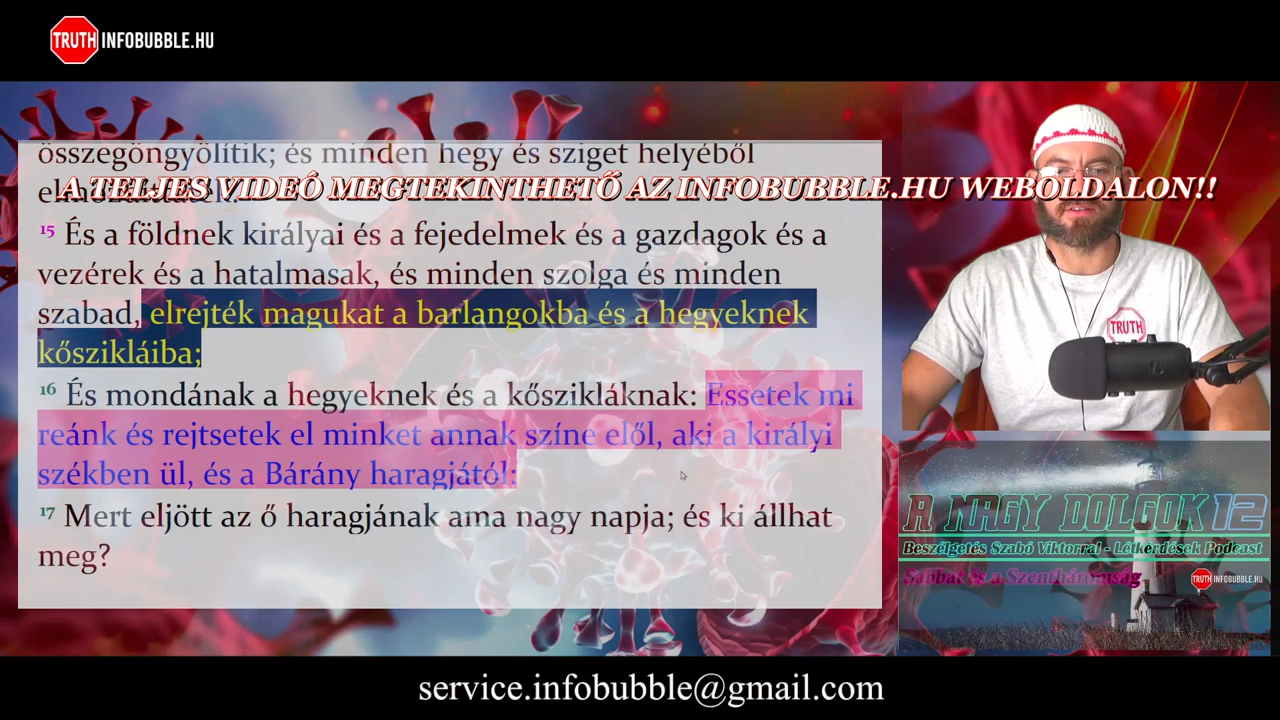 TRUTH INFOBUBBLE.HU
összegöngyölítik; és minden hegy és sziget helyéből
A TELJES VIDEÓ MEGTEKINTHETŐ AZ INFOBUBBLE.HU WEBOLDALON!!
15 És a földnek királyai és a fejedelmek és a gazdagok és a
vezérek és a hatalmasak, és minden szolga és minden
szabad, elrejték magukat a barlangokba és a hegyeknek
kőszikláiba;
16 És mondának a hegyeknek és a kőszikláknak: Essetek mi
reánk és rejtsetek el minket annak színe elől, aki a királyi
székben ül, és a Bárány haragjától:
17 Mert eljött az ő haragjának ama nagy napja; és ki állhat
meg?
TRUTH
A NAGY DOLGOK 12
Beszélgetés Szabó Viktorral - Létkérdések Podcast
Sabbat és a Szentháromság
TRUTH INFOBUBBLE.HU
service.infobubble@gmail.com